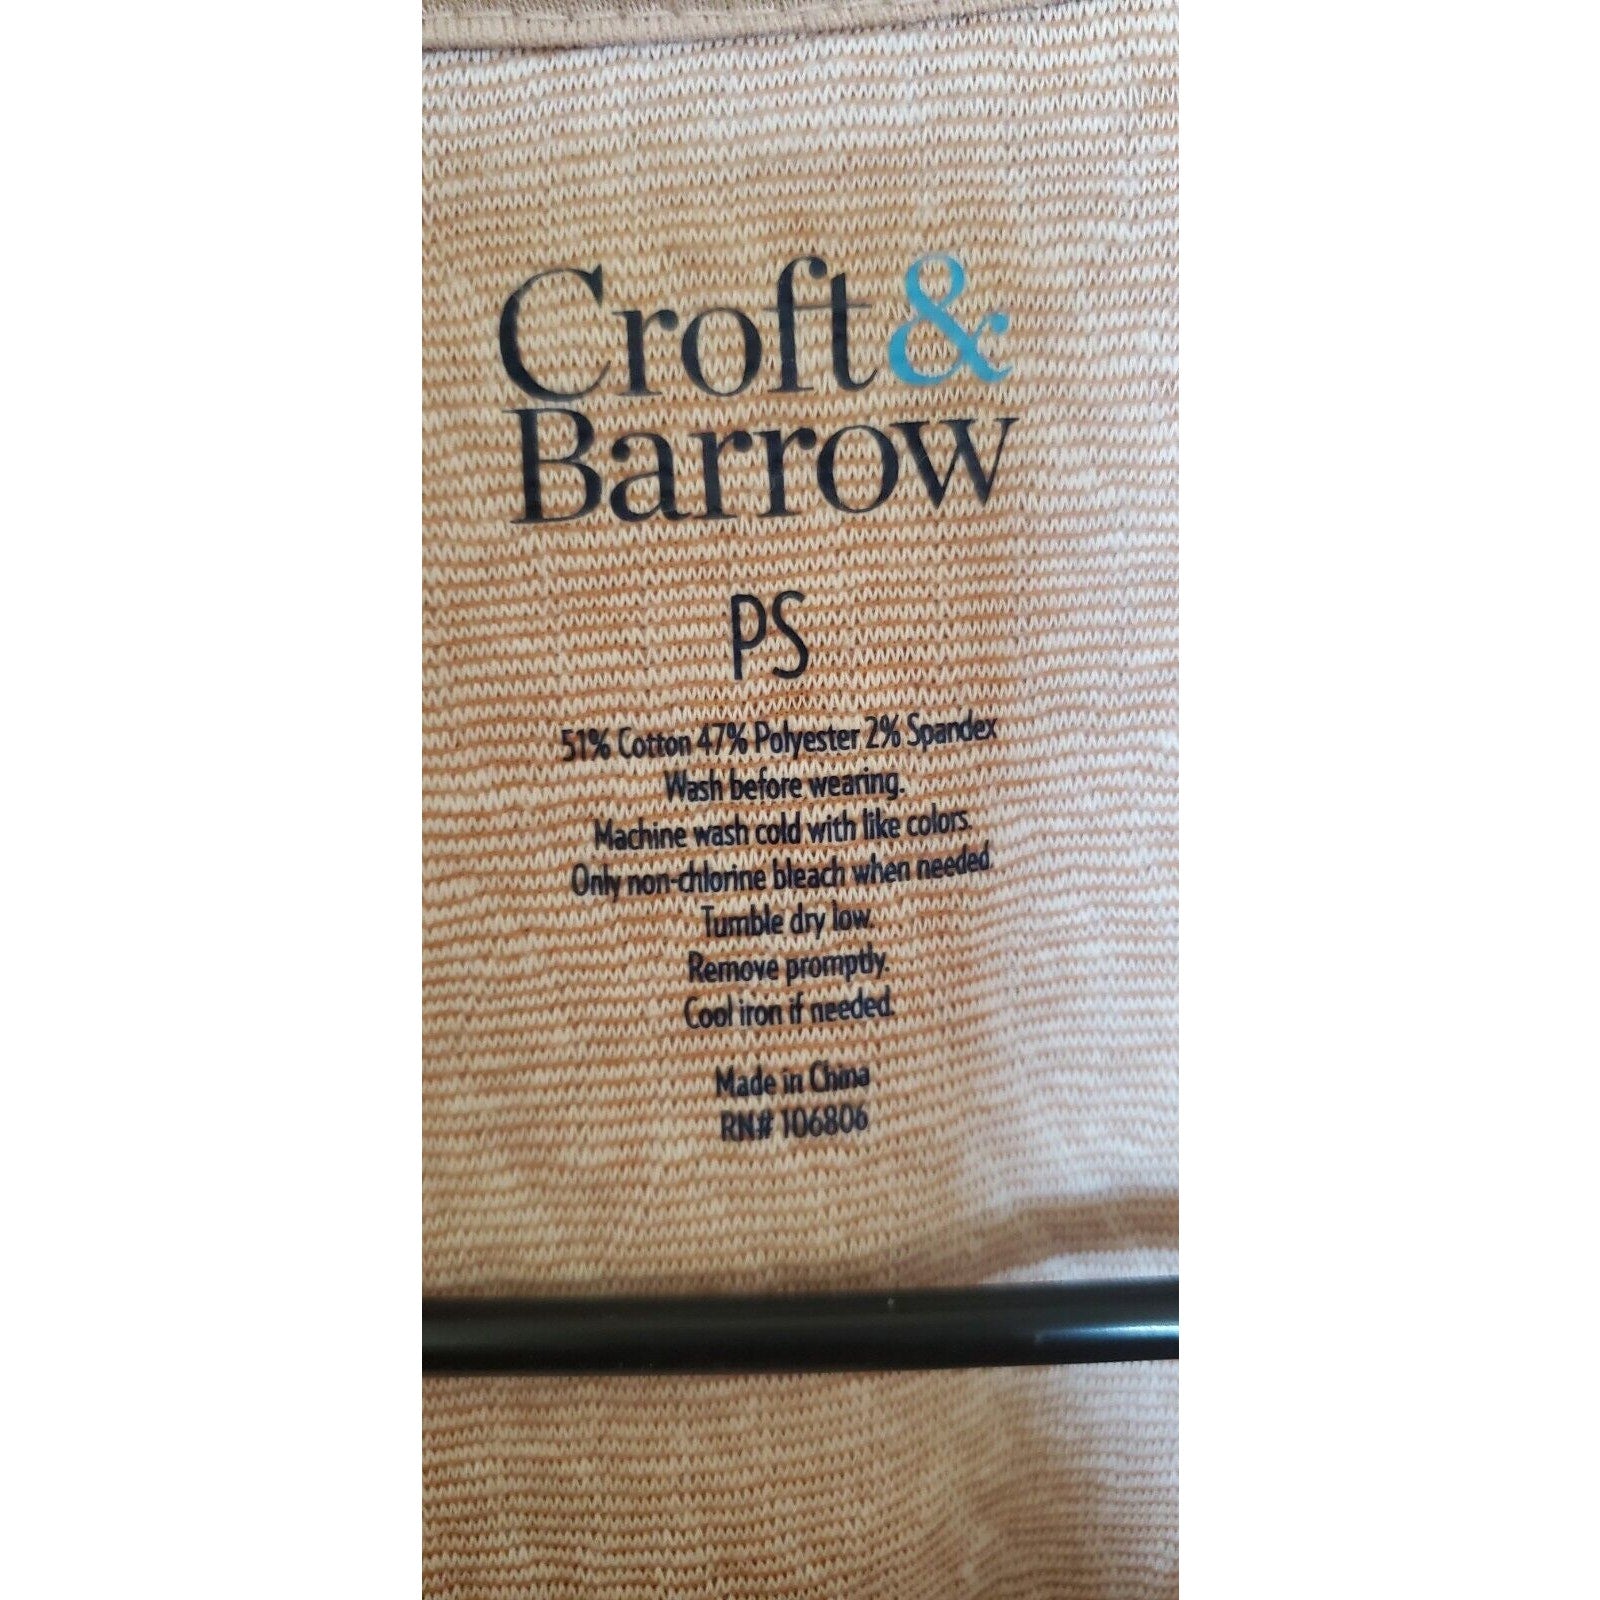 Croft &
Barrow
PS
51% Cotton 47% Polyester 2% Spandex
Wash before wearing.
Machine wash cold with like colors.
Only non-chlorine bleach when needed.
Tumble dry low.
Remove promptly.
Cool iron if needed.
Made in China
RN# 106806